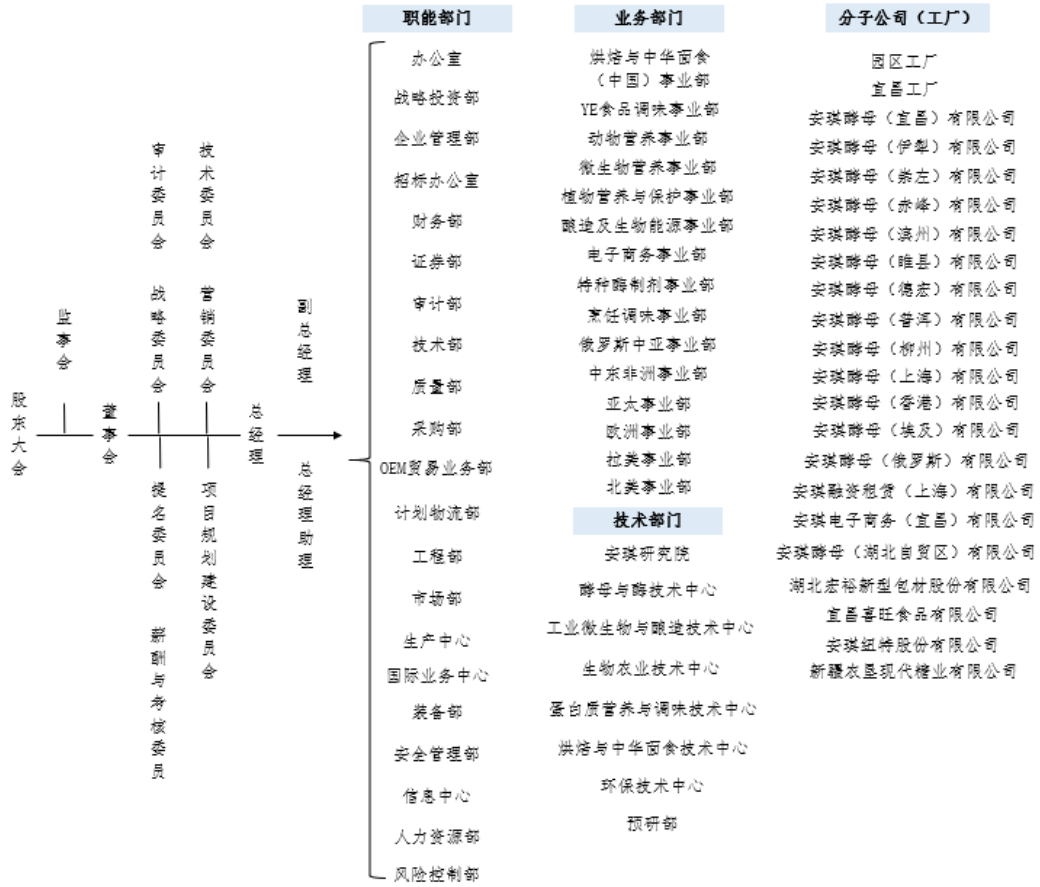 股东大会
监事会
董事会
审计委员会
技术委员会
战略委员会
营销委员会
提名委员会
项目规划建设委员会
薪酬与考核委员
总经理
副总经理
总经理助理
职能部门
办公室
战略投资部
企业管理部
招标办公室
财务部
证券部
审计部
技术部
质量部
采购部
OEM贸易业务部
计划物流部
工程部
市场部
生产中心
国际业务中心
装备部
安全管理部
信息中心
人力资源部
风险控制部
业务部门
烘焙与中华面食
（中国）事业部
YE食品调味事业部
动物营养事业部
微生物营养事业部
植物营养与保护事业部
酿造及生物能源事业部
电子商务事业部
特种酶制剂事业部
烹饪调味事业部
俄罗斯中亚事业部
中东非洲事业部
亚太事业部
欧洲事业部
拉美事业部
北美事业部
技术部门
安琪研究院
酵母与酶技术中心
工业微生物与酿造技术中心
生物农业技术中心
蛋白质营养与调味技术中心
烘焙与中华面食技术中心
环保技术中心
预研部
分子公司（工厂）
园区工厂
宜昌工厂
安琪酵母（宜昌）有限公司
安琪酵母（伊犁）有限公司
安琪酵母（崇左）有限公司
安琪酵母（赤峰）有限公司
安琪酵母（滨州）有限公司
安琪酵母（睢县）有限公司
安琪酵母（德宏）有限公司
安琪酵母（普洱）有限公司
安琪酵母（柳州）有限公司
安琪酵母（上海）有限公司
安琪酵母（香港）有限公司
安琪酵母（埃及）有限公司
安琪酵母（俄罗斯）有限公司
安琪融资租赁（上海）有限公司
安琪电子商务（宜昌）有限公司
安琪酵母（湖北自贸区）有限公司
湖北宏裕新型包材股份有限公司
宜昌喜旺食品有限公司
安琪纽特股份有限公司
新疆农垦现代糖业有限公司